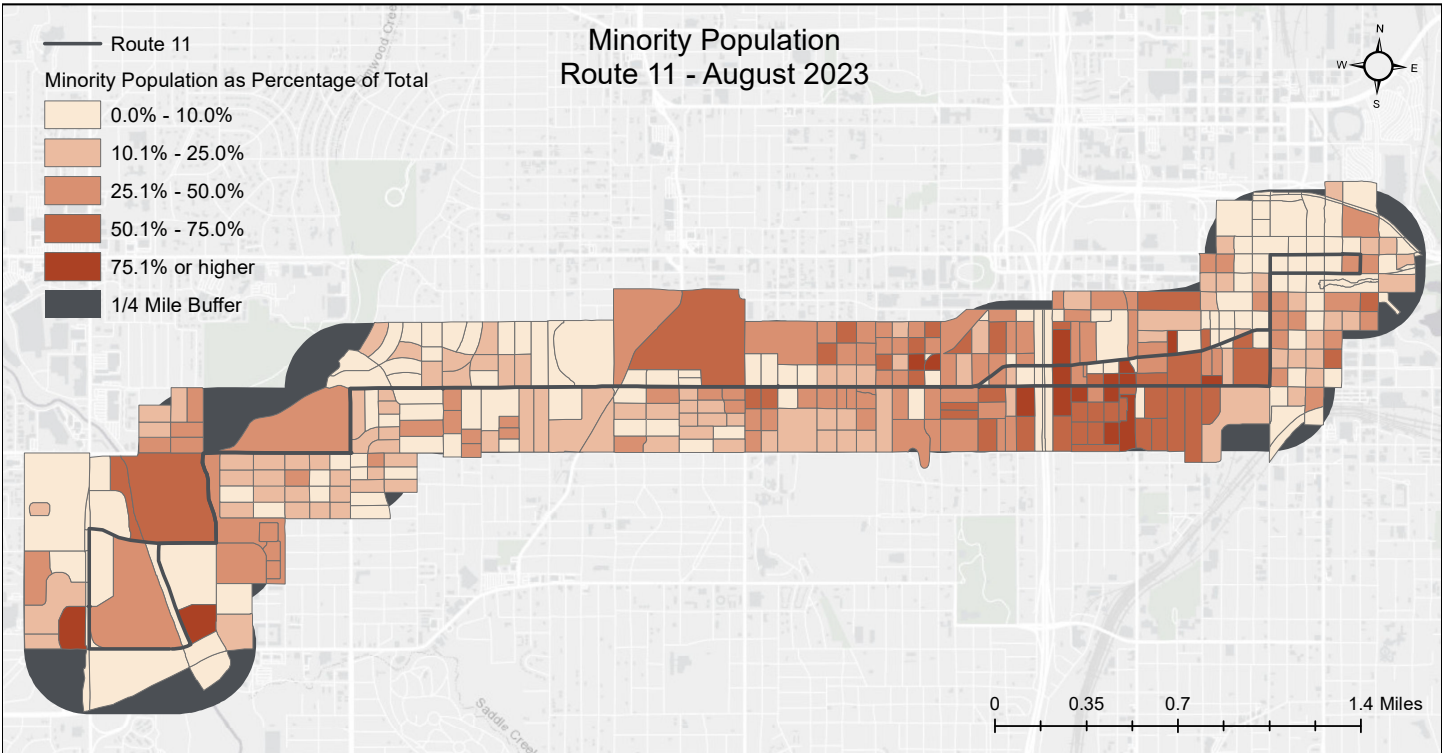 Minority Population
Route 11 - August 2023
Route 11
Minority Population as Percentage of Total
0.0% - 10.0%
10.1% - 25.0%
25.1% - 50.0%
50.1% - 75.0%
75.1% or higher
1/4 Mile Buffer
N
W
E
S
0 0.35 0.7 1.4 Miles